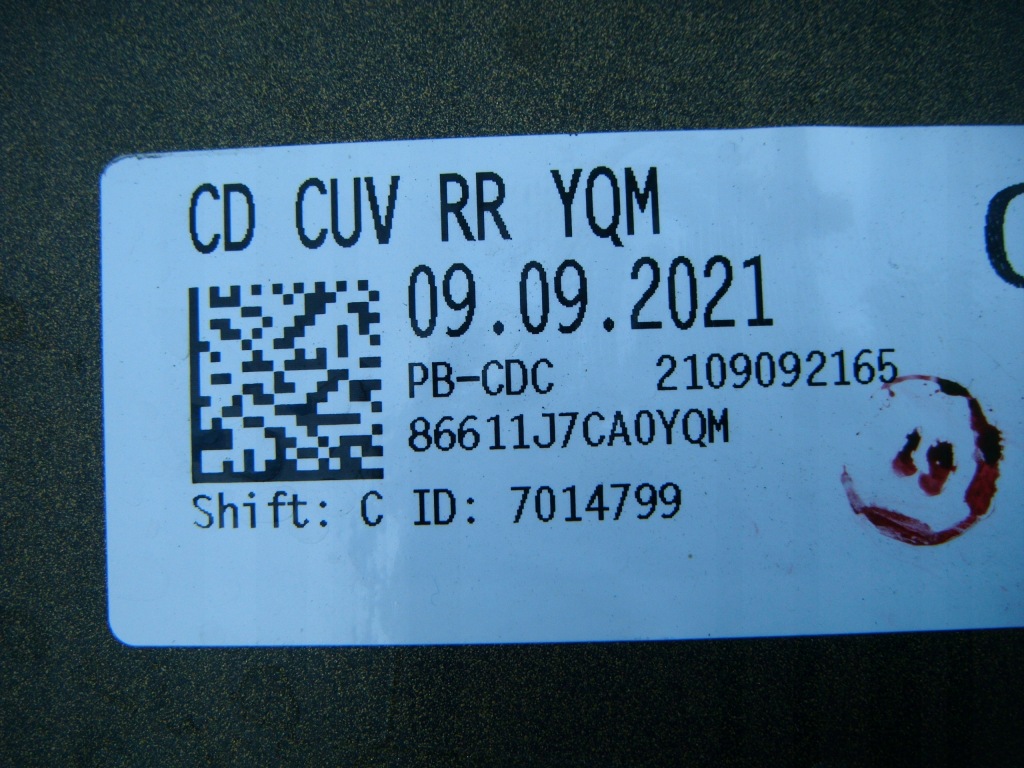 CD CUV RR YQM
09.09.2021
PB-CDC 2109092165
86611J7CA0YQM
Shift: C ID: 7014799